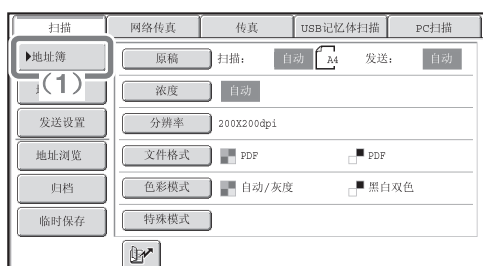 扫描 网络传真 传真 USB记忆体扫描 PC扫描
地址簿 原稿 扫描： 自动 A4 发送： 自动
(1) 浓度 自动
发送设置 分辨率 200X200dpi
地址浏览 文件格式 PDF PDF
归档 色彩模式 自动/灰度 黑白双色
临时保存 特殊模式